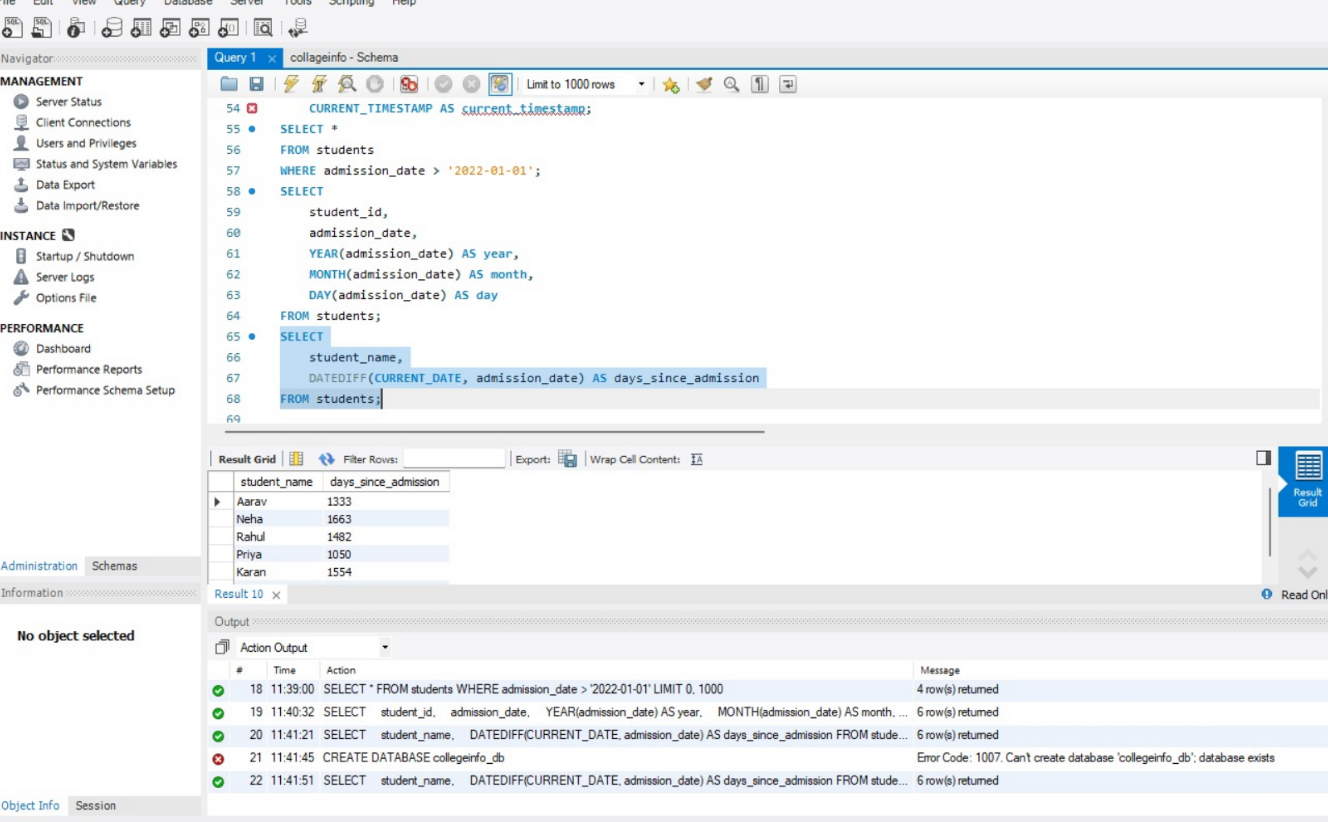 File Edit View Query Database Server Tools Scripting Help
Navigator
MANAGEMENT
Server Status
Client Connections
Users and Privileges
Status and System Variables
Data Export
Data Import/Restore
INSTANCE
Startup / Shutdown
Server Logs
Options File
PERFORMANCE
Dashboard
Performance Reports
Performance Schema Setup
Administration Schemas
Information
No object selected
Object Info Session
Query 1 collageinfo - Schema
Limit to 1000 rows
54 CURRENT_TIMESTAMP AS current_timestamp;
55 SELECT *
56 FROM students
57 WHERE admission_date > '2022-01-01';
58 SELECT
59 student_id,
60 admission_date,
61 YEAR(admission_date) AS year,
62 MONTH(admission_date) AS month,
63 DAY(admission_date) AS day
64 FROM students;
65 SELECT
66 student_name,
67 DATEDIFF(CURRENT_DATE, admission_date) AS days_since_admission
68 FROM students;
69
Result Grid Filter Rows: Export: Wrap Cell Content:
student_name days_since_admission
Aarav 1333
Neha 1663
Rahul 1482
Priya 1050
Karan 1554
Result Grid
Result 10 Read Onl
Output
Action Output
# Time Action Message
18 11:39:00 SELECT * FROM students WHERE admission_date > '2022-01-01' LIMIT 0, 1000 4 row(s) returned
19 11:40:32 SELECT student_id, admission_date, YEAR(admission_date) AS year, MONTH(admission_date) AS month, ... 6 row(s) returned
20 11:41:21 SELECT student_name, DATEDIFF(CURRENT_DATE, admission_date) AS days_since_admission FROM stude... 6 row(s) returned
21 11:41:45 CREATE DATABASE collegeinfo_db Error Code: 1007. Can't create database 'collegeinfo_db'; database exists
22 11:41:51 SELECT student_name, DATEDIFF(CURRENT_DATE, admission_date) AS days_since_admission FROM stude... 6 row(s) returned